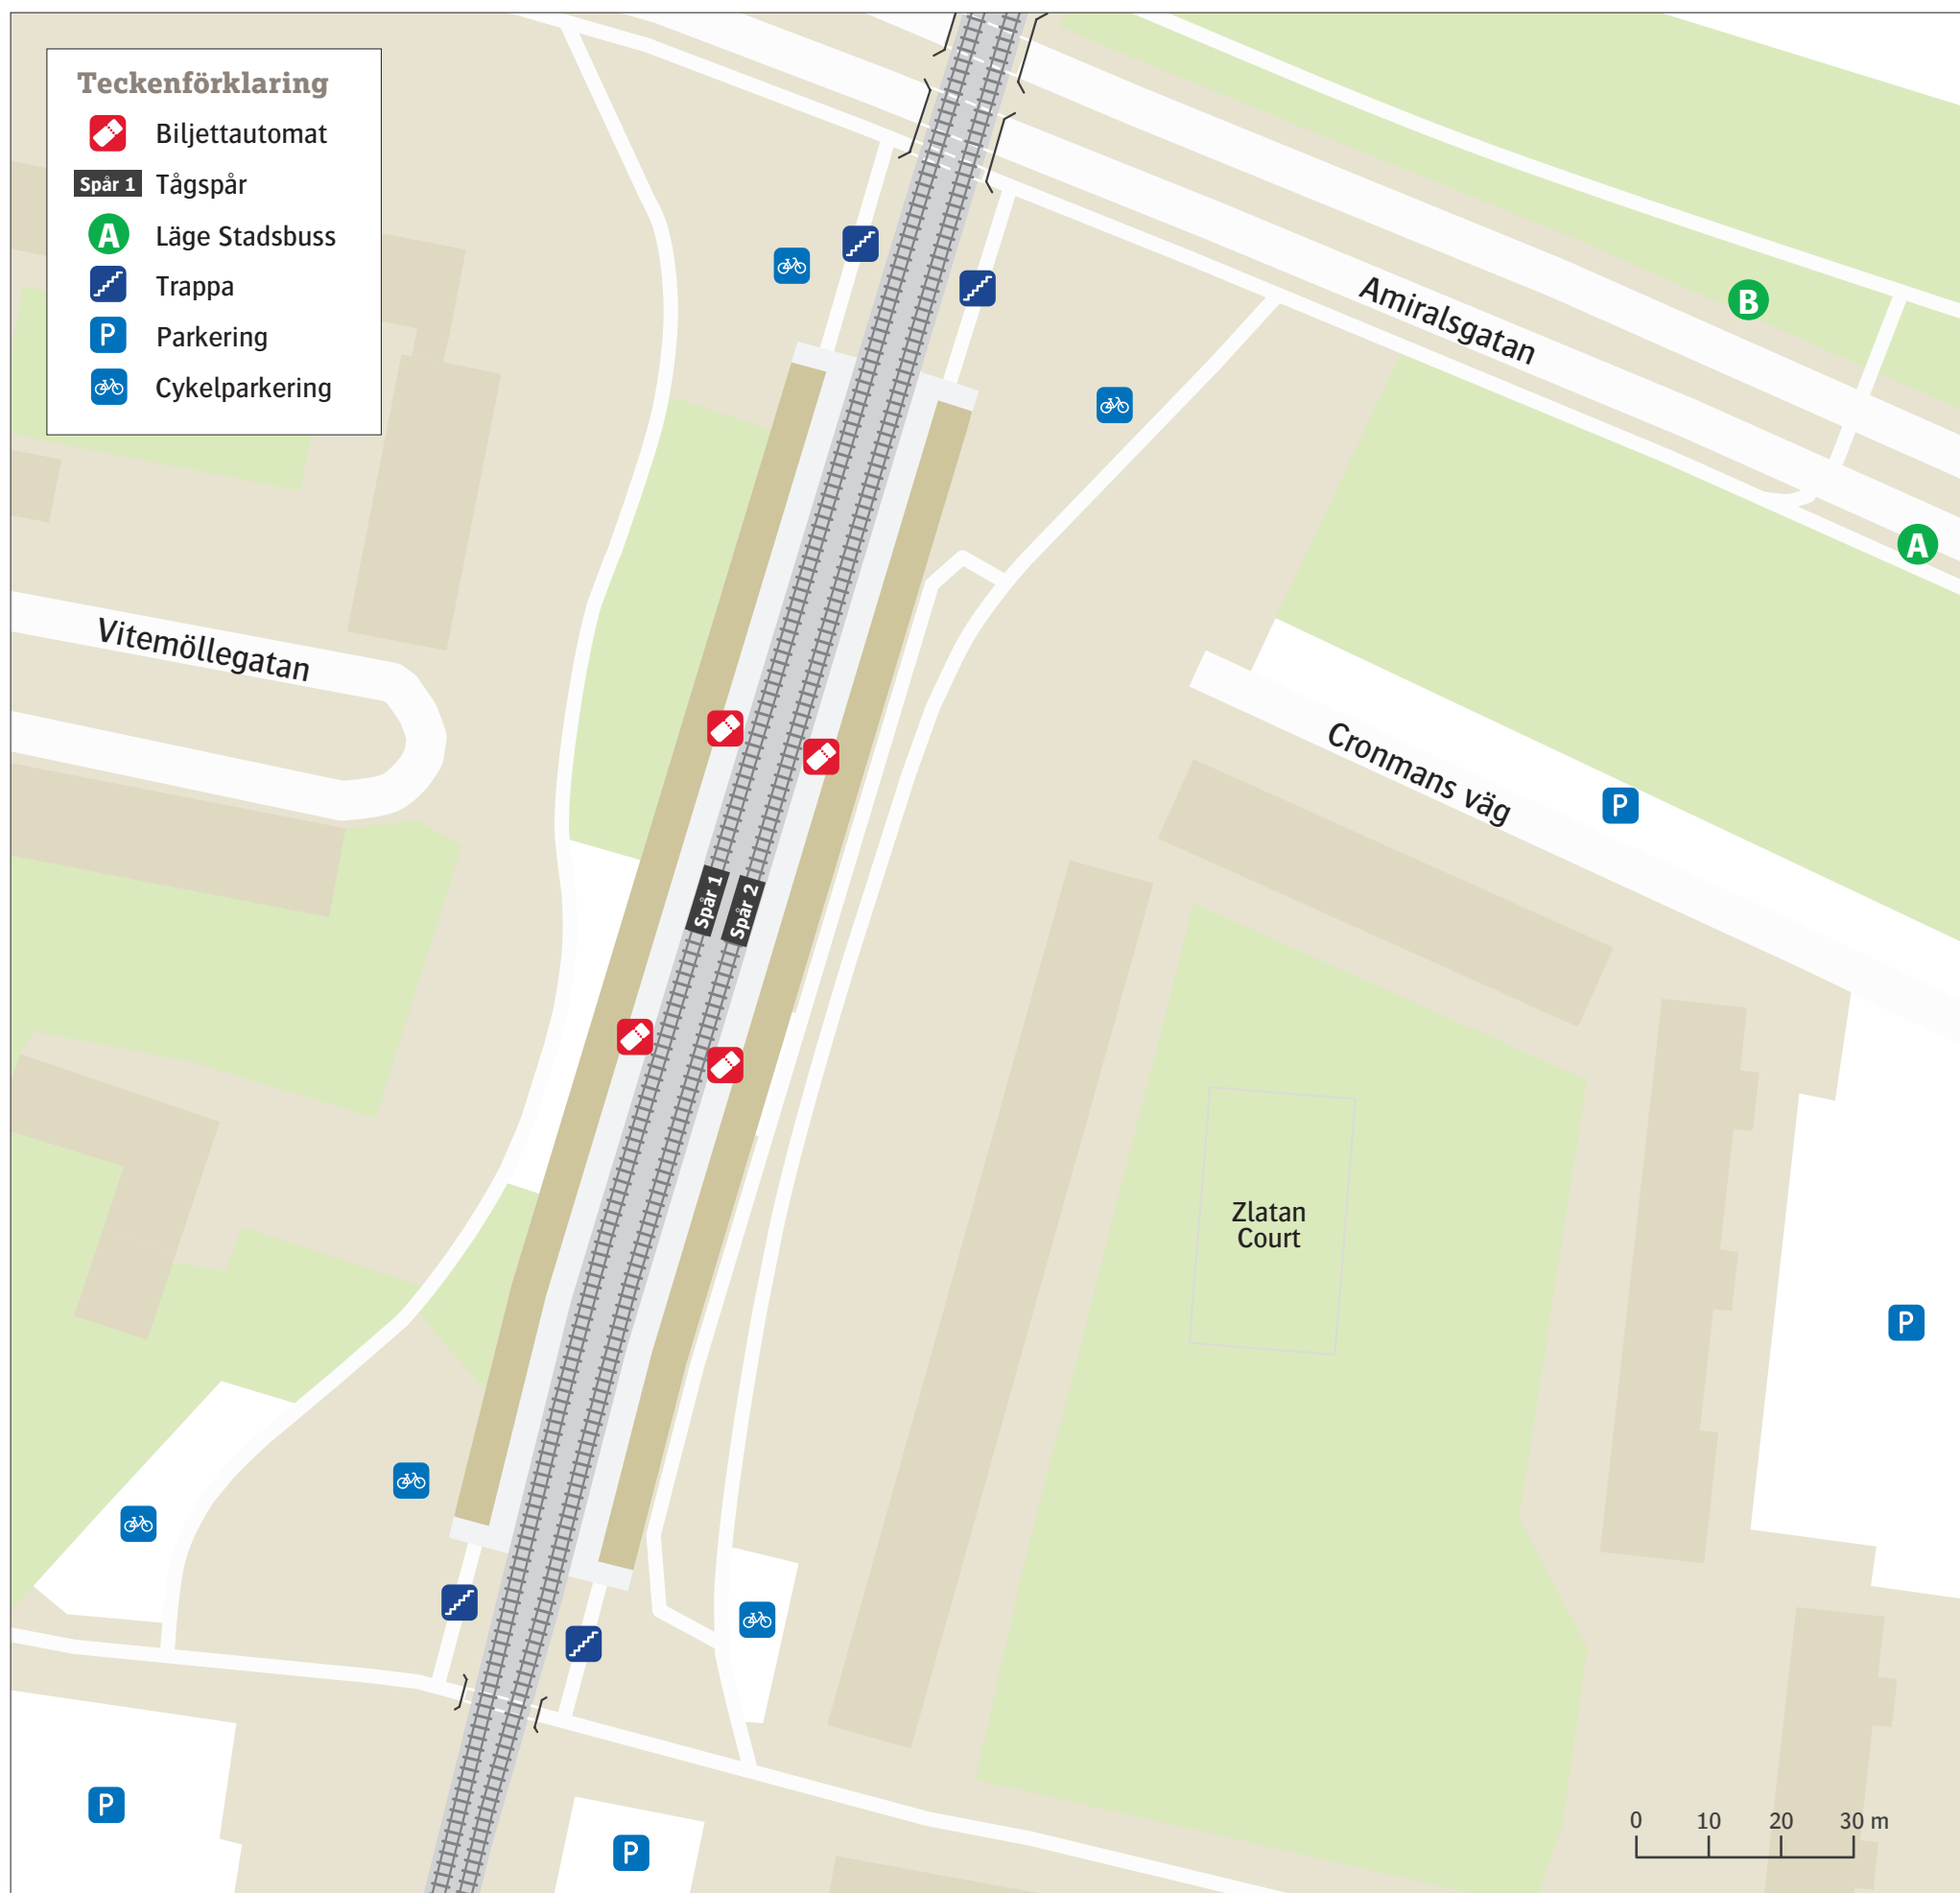 Teckenförklaring
Biljettautomat
Spår 1 Tågspår
A Läge Stadsbuss
Trappa
P Parkering
Cykelparkering
Amiralsgatan
B
A
Vitemöllegatan
Cronmans väg
P
Spår 1
Spår 2
Zlatan
Court
P
P
P
0 10 20 30 m